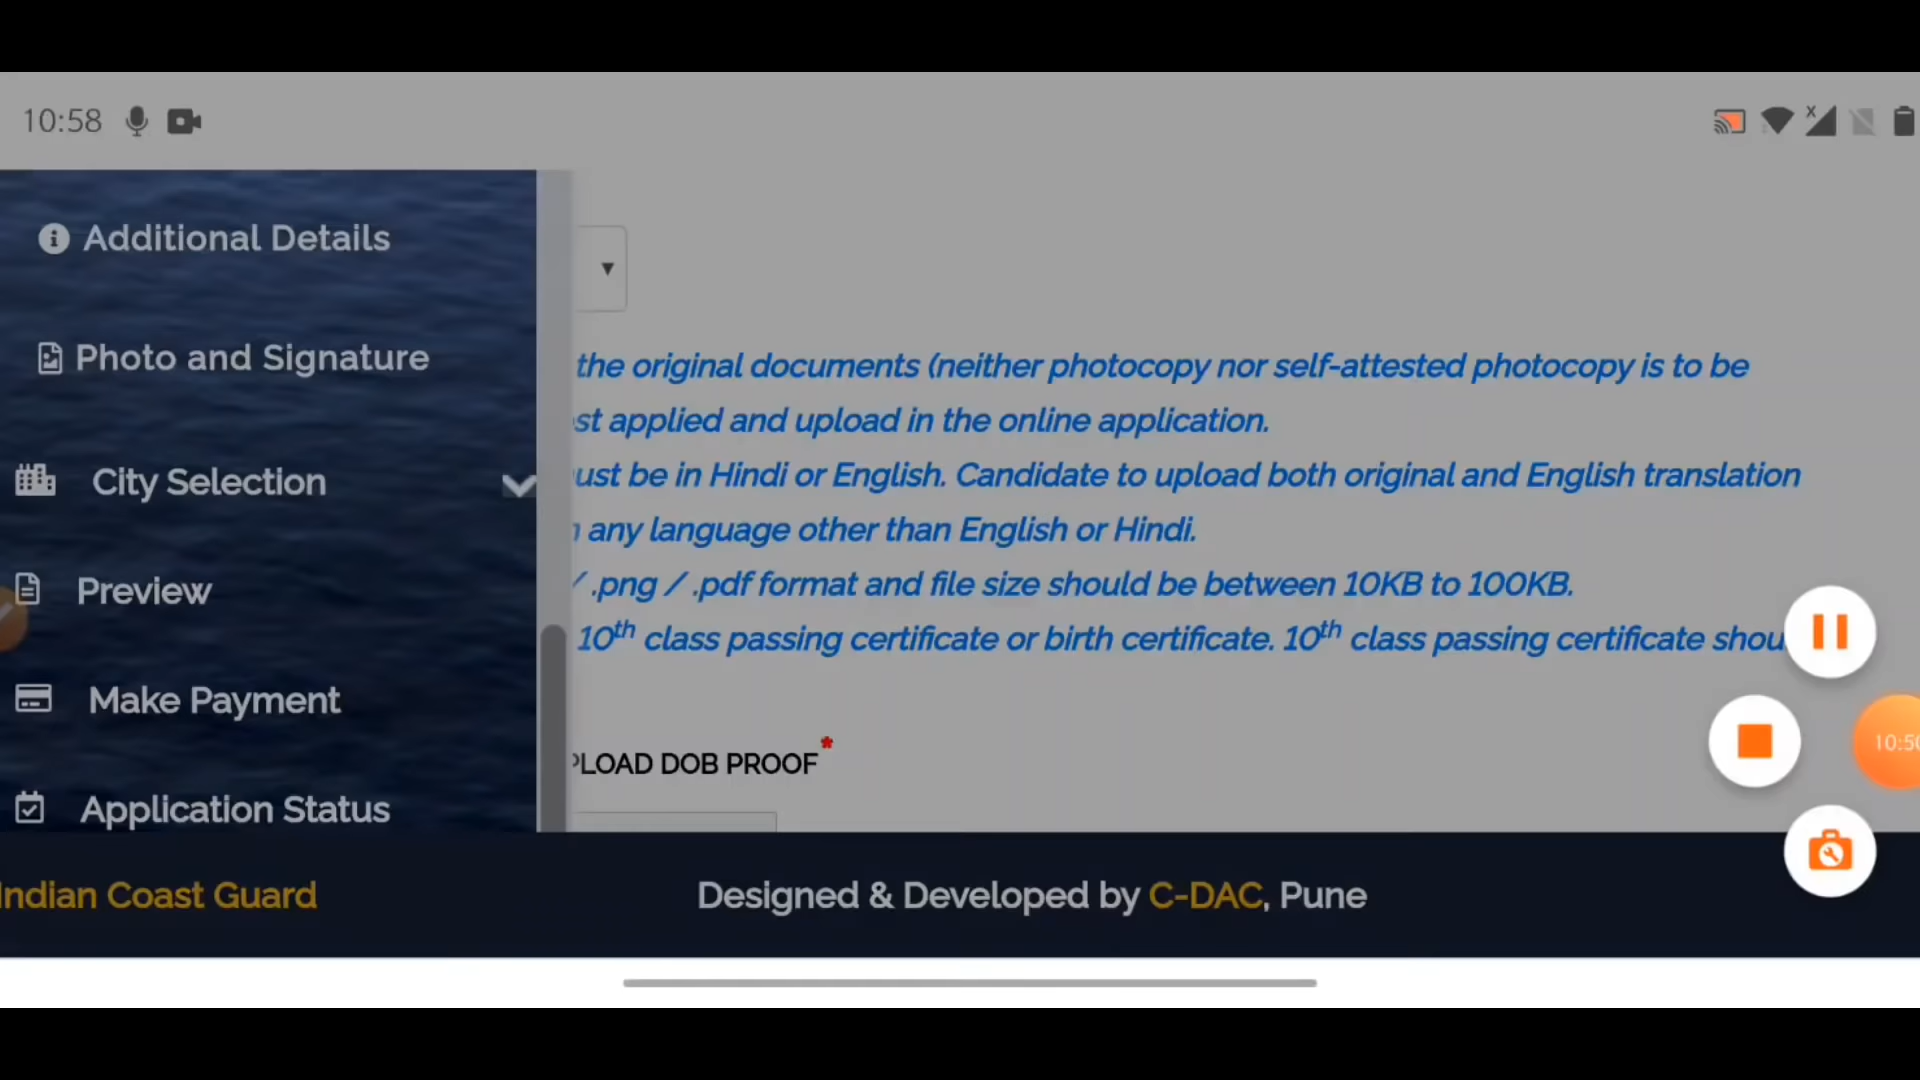 10:58
Additional Details
Photo and Signature
City Selection
Preview
Make Payment
Application Status
the original documents (neither photocopy nor self-attested photocopy is to be
st applied and upload in the online application.
ust be in Hindi or English. Candidate to upload both original and English translation
any language other than English or Hindi.
/ .png / .pdf format and file size should be between 10KB to 100KB.
10th class passing certificate or birth certificate. 10th class passing certificate shou
PLOAD DOB PROOF*
10:50
Indian Coast Guard
Designed & Developed by C-DAC, Pune